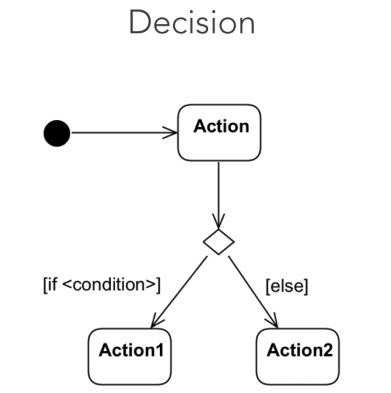 Decision
Action
[if <condition>]
[else]
Action1
Action2